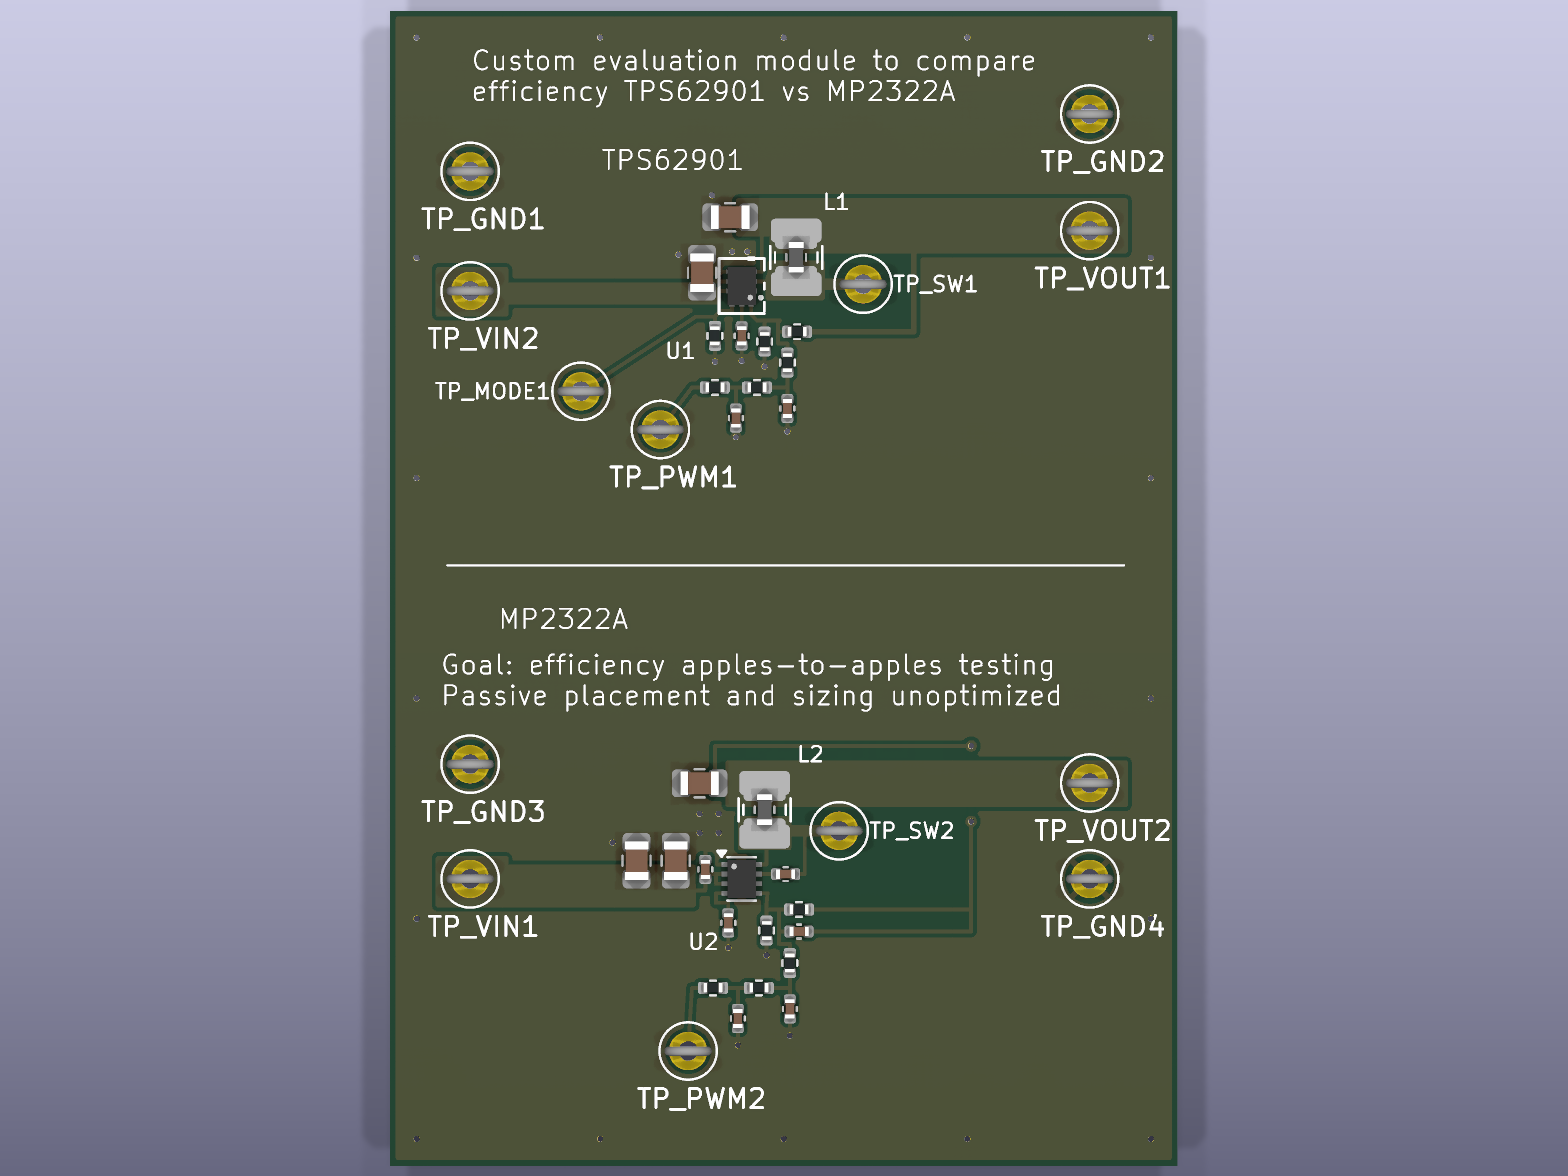 Custom evaluation module to compare
efficiency TPS62901 vs MP2322A
TP_GND2
TPS62901
TP_GND1
L1
TP_VOUT1
TP_SW1
TP_VIN2
U1
TP_MODE1
TP_PWM1
MP2322A
Goal: efficiency apples-to-apples testing
Passive placement and sizing unoptimized
L2
TP_GND3
TP_VOUT2
TP_SW2
TP_VIN1
U2
TP_GND4
TP_PWM2